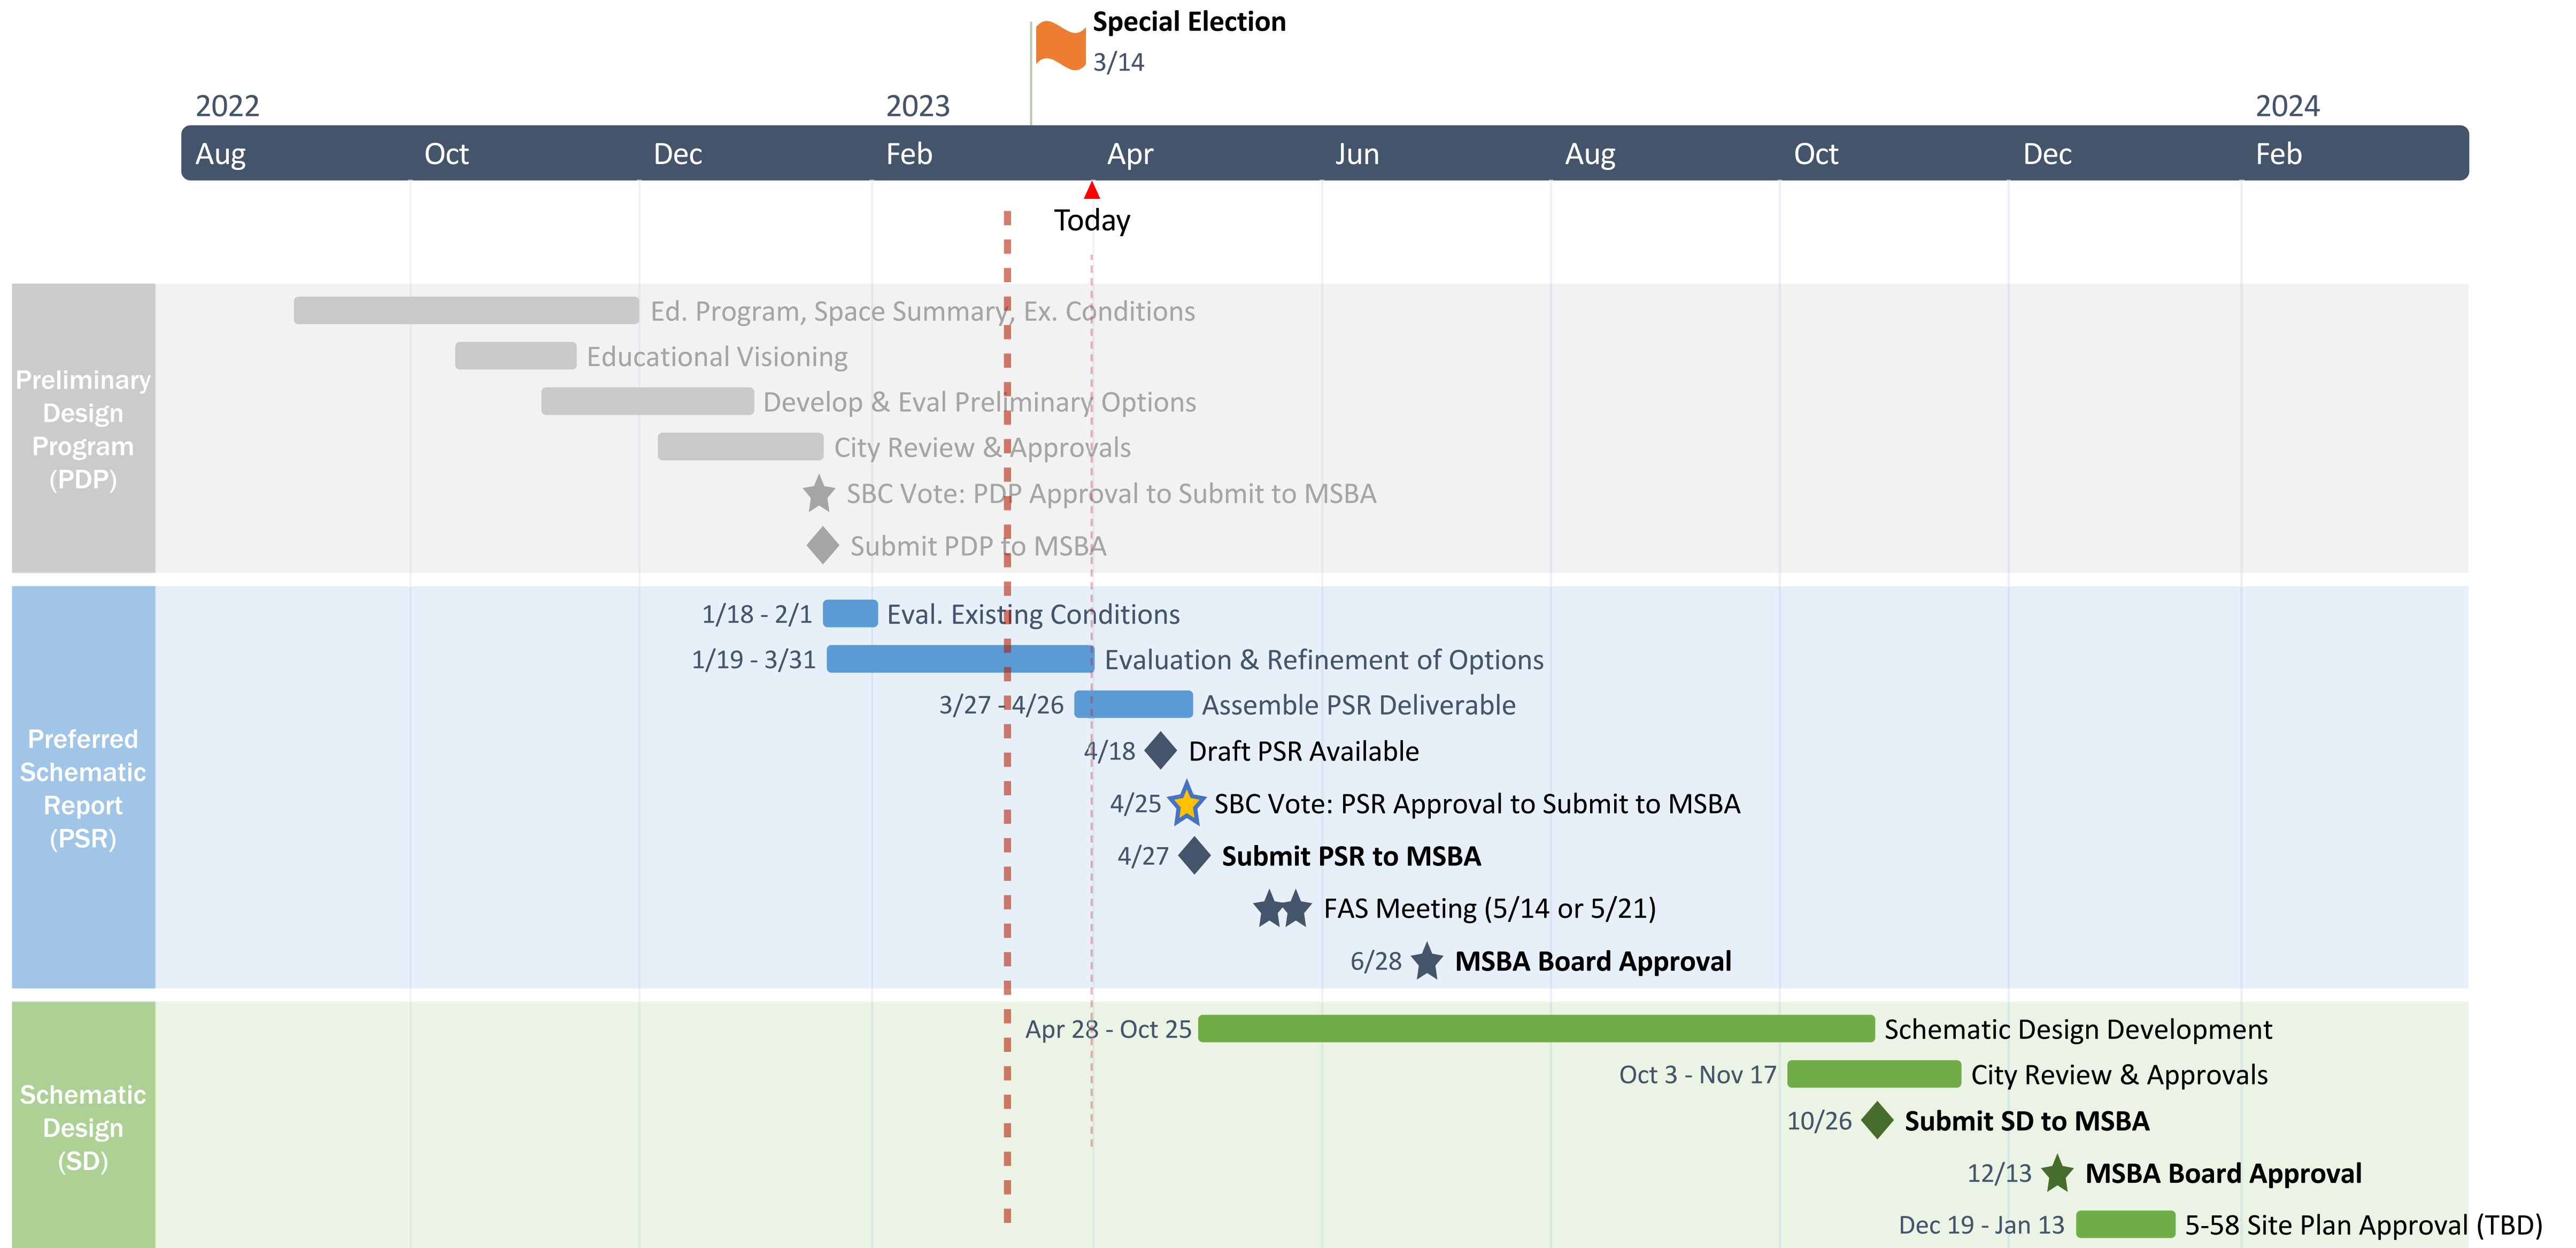 Special Election
3/14
2022 2023 2024
Aug Oct Dec Feb Apr Jun Aug Oct Dec Feb
Today
Preliminary
Design
Program
(PDP)
Ed. Program, Space Summary, Ex. Conditions
Educational Visioning
Develop & Eval Preliminary Options
City Review & Approvals
SBC Vote: PDP Approval to Submit to MSBA
Submit PDP to MSBA
Preferred
Schematic
Report
(PSR)
1/18 - 2/1 Eval. Existing Conditions
1/19 - 3/31 Evaluation & Refinement of Options
3/27 - 4/26 Assemble PSR Deliverable
4/18 Draft PSR Available
4/25 SBC Vote: PSR Approval to Submit to MSBA
4/27 Submit PSR to MSBA
FAS Meeting (5/14 or 5/21)
6/28 MSBA Board Approval
Schematic
Design
(SD)
Apr 28 - Oct 25 Schematic Design Development
Oct 3 - Nov 17 City Review & Approvals
10/26 Submit SD to MSBA
12/13 MSBA Board Approval
Dec 19 - Jan 13 5-58 Site Plan Approval (TBD)